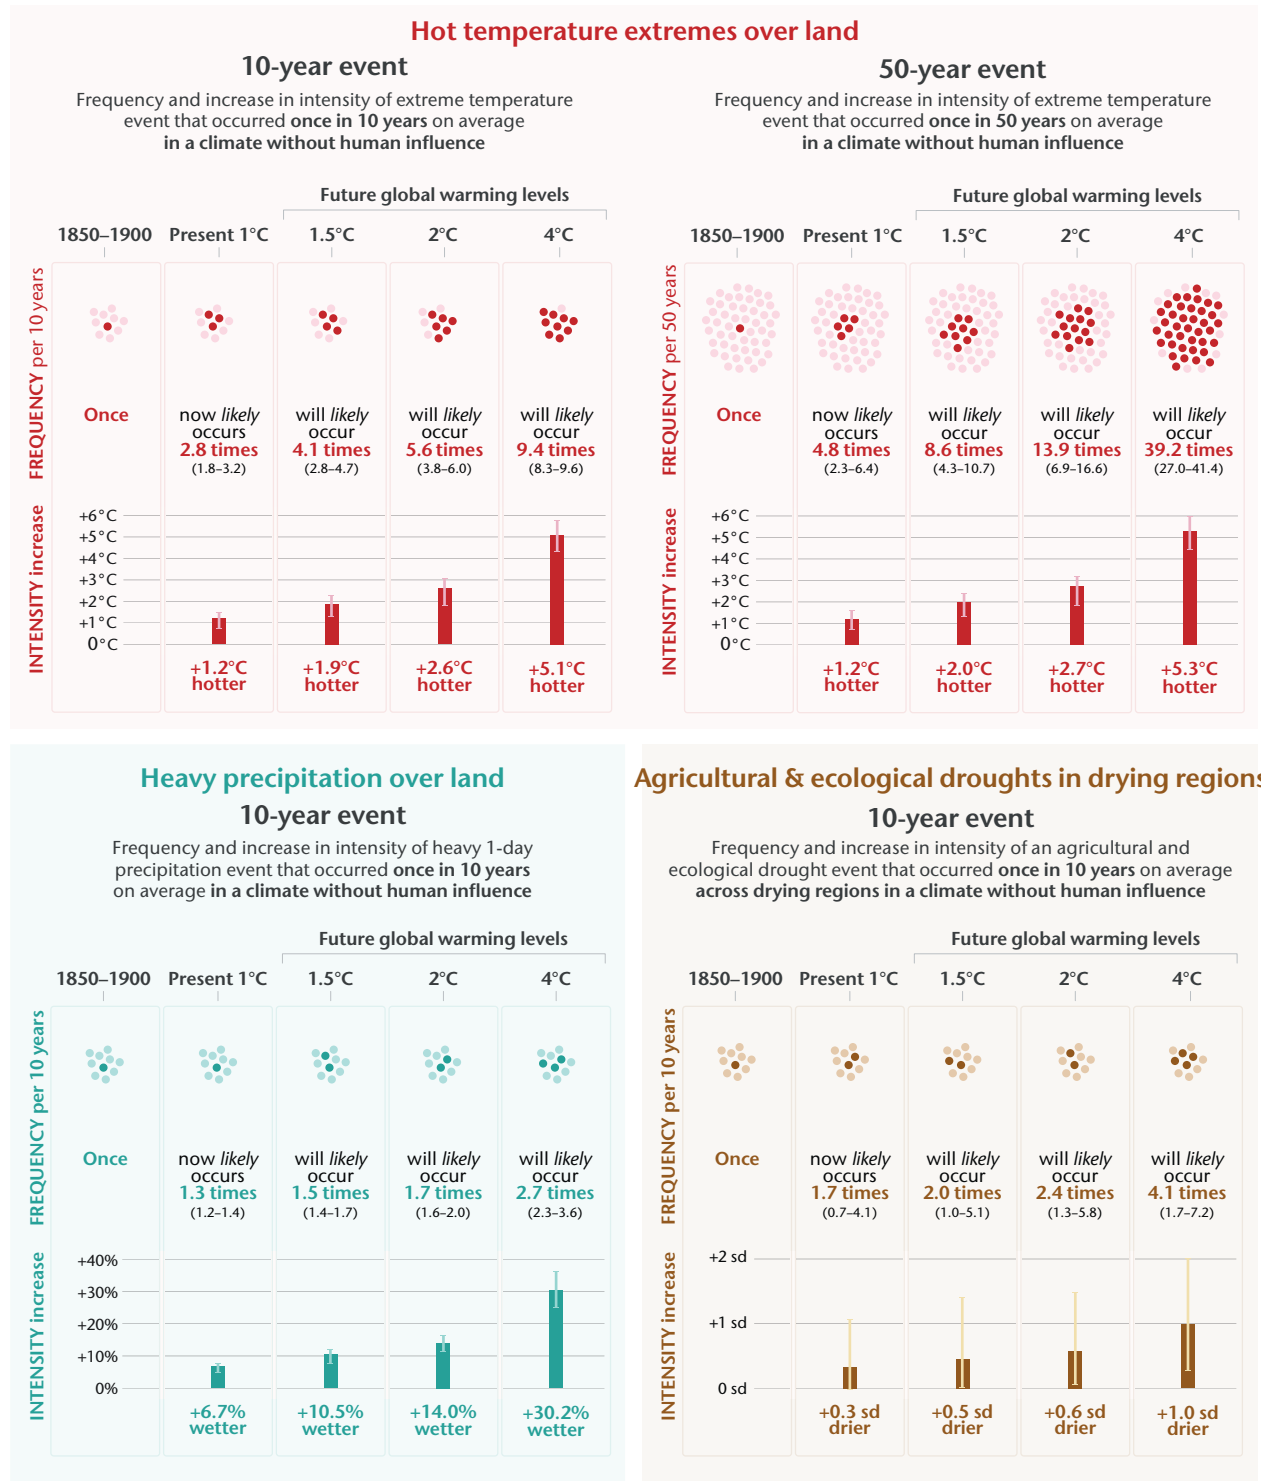 Hot temperature extremes over land
10-year event
Frequency and increase in intensity of extreme temperature
event that occurred once in 10 years on average
in a climate without human influence
Future global warming levels
1850–1900 Present 1°C 1.5°C 2°C 4°C
FREQUENCY per 10 years
Once
now likely occurs 2.8 times (1.8–3.2)
will likely occur 4.1 times (2.8–4.7)
will likely occur 5.6 times (3.8–6.0)
will likely occur 9.4 times (8.3–9.6)
INTENSITY increase
+6°C
+5°C
+4°C
+3°C
+2°C
+1°C
0°C
+1.2°C hotter
+1.9°C hotter
+2.6°C hotter
+5.1°C hotter
50-year event
Frequency and increase in intensity of extreme temperature
event that occurred once in 50 years on average
in a climate without human influence
Future global warming levels
1850–1900 Present 1°C 1.5°C 2°C 4°C
FREQUENCY per 50 years
Once
now likely occurs 4.8 times (2.3–6.4)
will likely occur 8.6 times (4.3–10.7)
will likely occur 13.9 times (6.9–16.6)
will likely occur 39.2 times (27.0–41.4)
INTENSITY increase
+6°C
+5°C
+4°C
+3°C
+2°C
+1°C
0°C
+1.2°C hotter
+2.0°C hotter
+2.7°C hotter
+5.3°C hotter
Heavy precipitation over land
10-year event
Frequency and increase in intensity of heavy 1-day
precipitation event that occurred once in 10 years
on average in a climate without human influence
Future global warming levels
1850–1900 Present 1°C 1.5°C 2°C 4°C
FREQUENCY per 10 years
Once
now likely occurs 1.3 times (1.2–1.4)
will likely occur 1.5 times (1.4–1.7)
will likely occur 1.7 times (1.6–2.0)
will likely occur 2.7 times (2.3–3.6)
INTENSITY increase
+40%
+30%
+20%
+10%
0%
+6.7% wetter
+10.5% wetter
+14.0% wetter
+30.2% wetter
Agricultural & ecological droughts in drying regions
10-year event
Frequency and increase in intensity of an agricultural and
ecological drought event that occurred once in 10 years on average
across drying regions in a climate without human influence
Future global warming levels
1850–1900 Present 1°C 1.5°C 2°C 4°C
FREQUENCY per 10 years
Once
now likely occurs 1.7 times (0.7–4.1)
will likely occur 2.0 times (1.0–5.1)
will likely occur 2.4 times (1.3–5.8)
will likely occur 4.1 times (1.7–7.2)
INTENSITY increase
+2 sd
+1 sd
0 sd
+0.3 sd drier
+0.5 sd drier
+0.6 sd drier
+1.0 sd drier